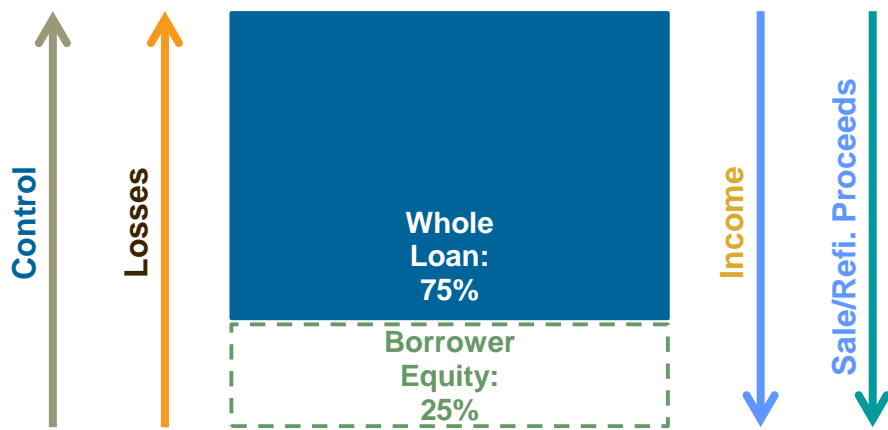 Control
Losses
Whole
Loan:
75%
Borrower
Equity:
25%
Income
Sale/Refi. Proceeds